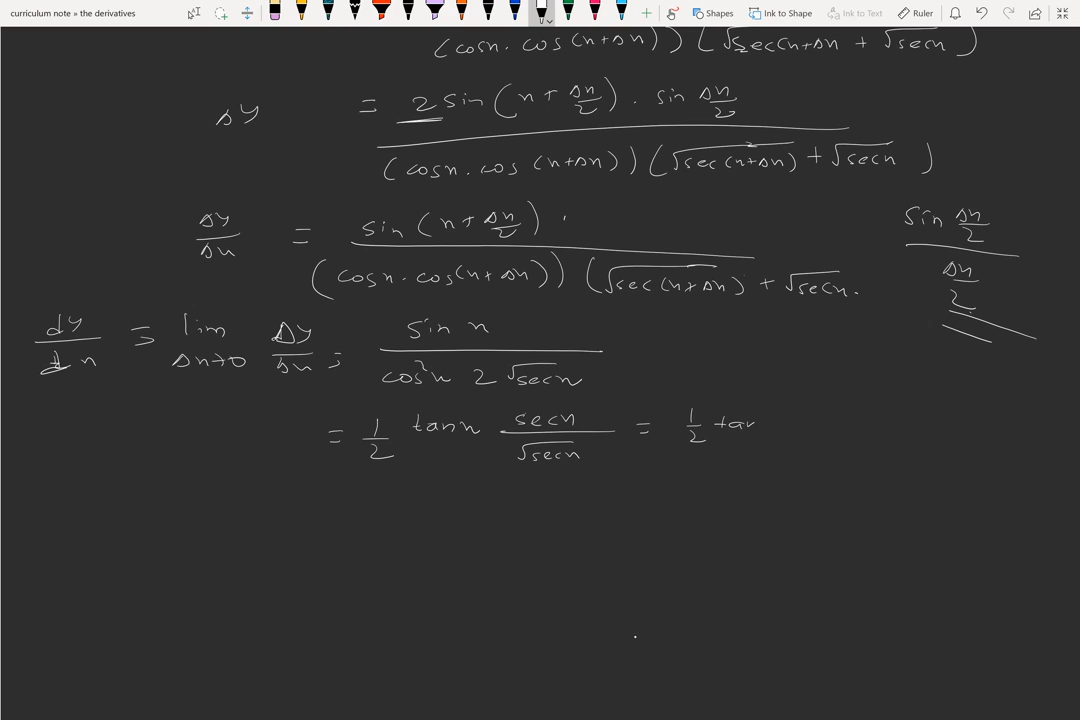 curriculum note » the derivatives
Shapes Ink to Shape Ink to Text Ruler
(cosx. cos(x+Δx)) (√sec(x+Δx + √secx)
Δy = 2 sin(x + Δx/2) . sin Δx/2
(cosx. cos (x+Δx)) (√sec(x+Δx) + √secx)
Δy/Δx = sin (x + Δx/2) . sin Δx/2
(cosx. cos(x+Δx)) (√sec(x+Δx) + √secx. Δx/2
dy/dx = lim Δx→0 Δy/Δx = sin x / cos²x 2 √secx
= 1/2 tanx secx/√secx = 1/2 tan